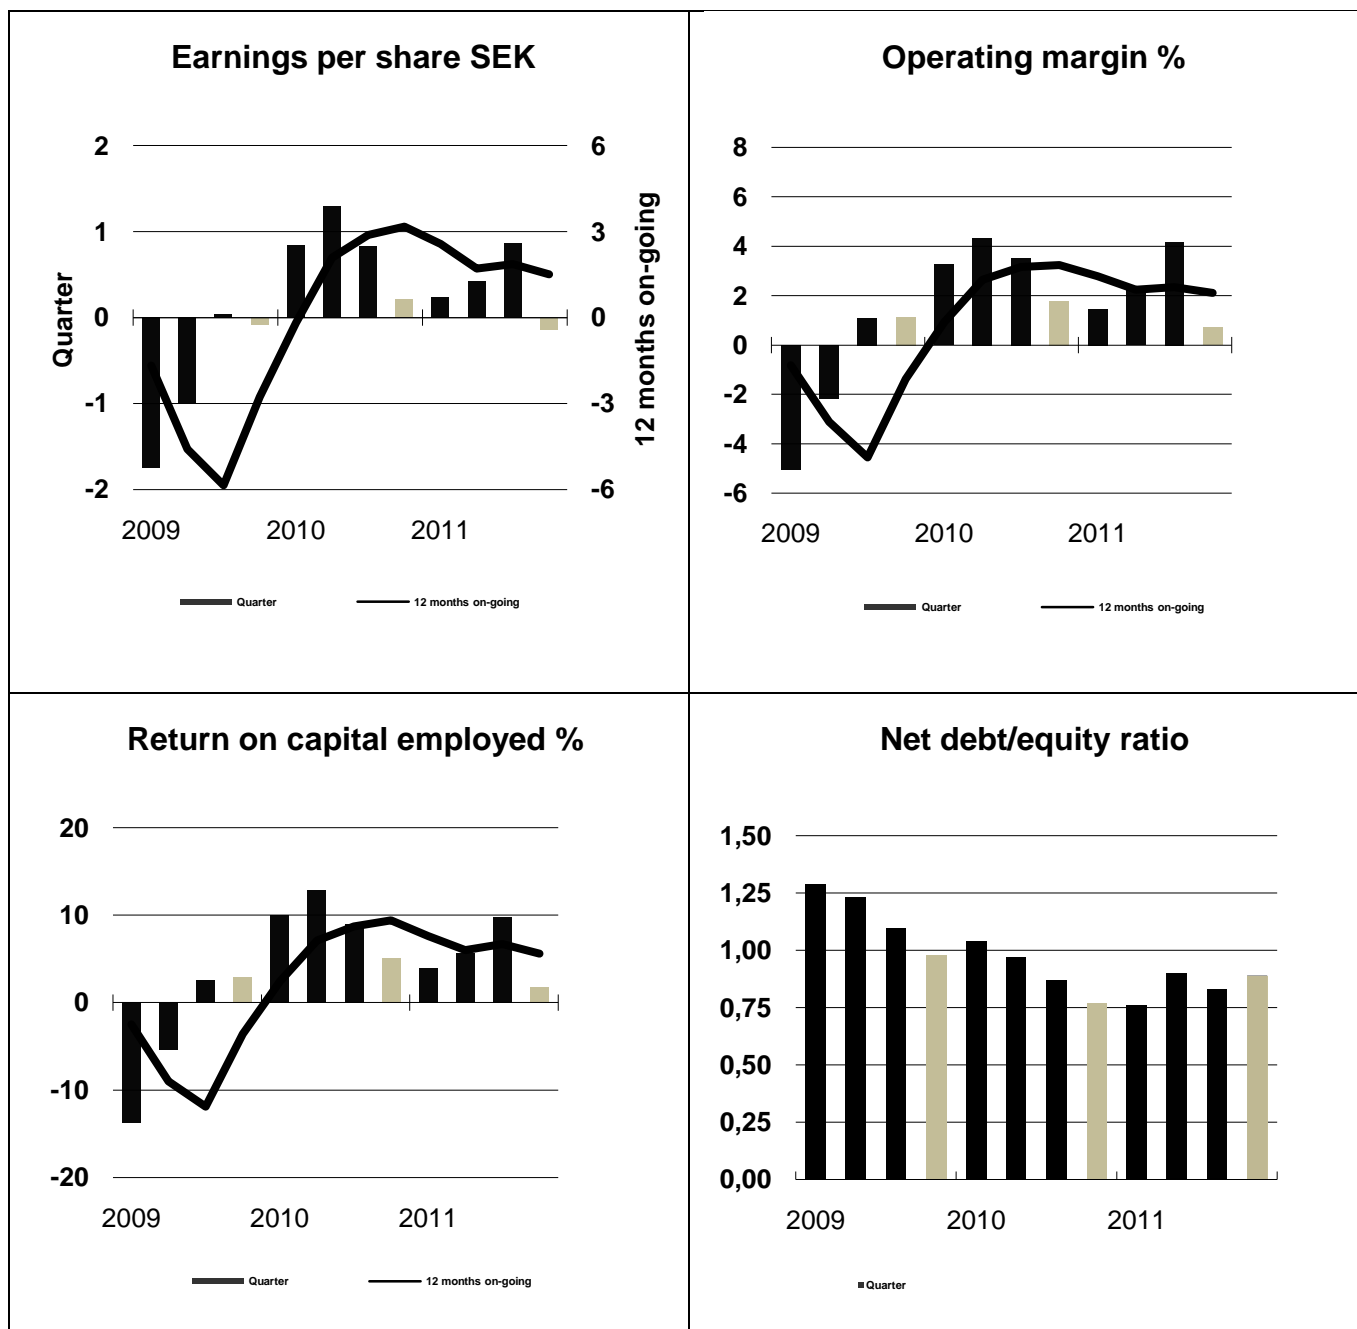 Earnings per share SEK
2
1
0
-1
-2
Quarter
6
3
0
-3
-6
12 months on-going
2009 2010 2011
Quarter 12 months on-going
Operating margin %
8
6
4
2
0
-2
-4
-6
2009 2010 2011
Quarter 12 months on-going
Return on capital employed %
20
10
0
-10
-20
2009 2010 2011
Quarter 12 months on-going
Net debt/equity ratio
1,50
1,25
1,00
0,75
0,50
0,25
0,00
2009 2010 2011
Quarter